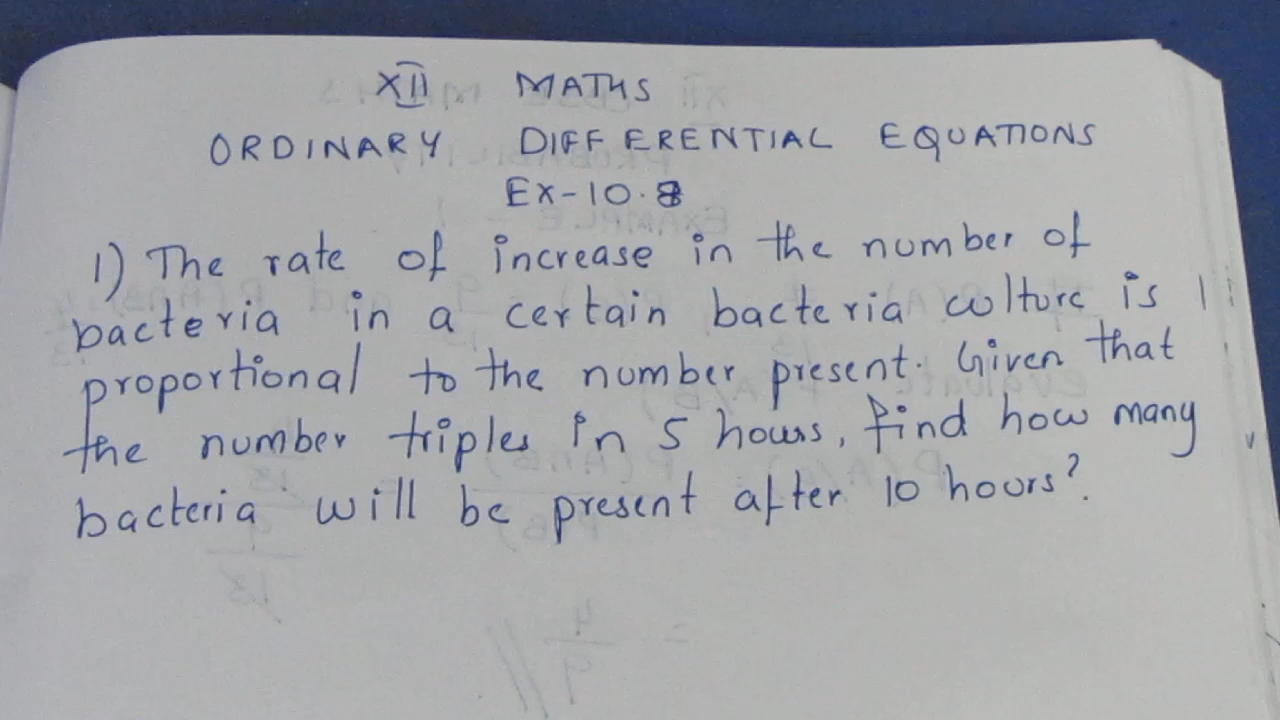 XII MATHS
ORDINARY DIFFERENTIAL EQUATIONS
EX-10.8
1) The rate of increase in the number of
bacteria in a certain bacteria culture is
proportional to the number present. Given that
the number triples in 5 hours, find how many
bacteria will be present after 10 hours?